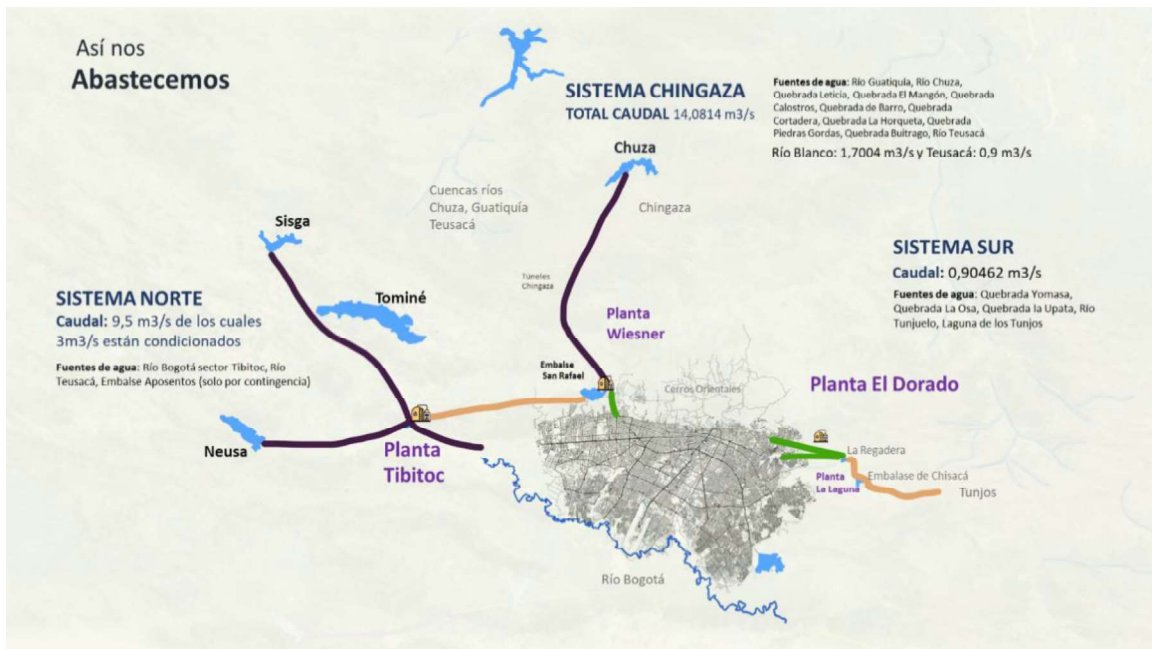 Así nos
Abastecemos
SISTEMA CHINGAZA
TOTAL CAUDAL 14,0814 m3/s
Fuentes de agua: Río Guatiquía, Río Chuza,
Quebrada Leticia, Quebrada El Mangón, Quebrada
Calostros, Quebrada de Barro, Quebrada
Cortadera, Quebrada La Horqueta, Quebrada
Piedras Gordas, Quebrada Buitrago, Río Teusacá
Río Blanco: 1,7004 m3/s y Teusacá: 0,9 m3/s
Chuza
Cuencas ríos
Chuza, Guatiquía
Teusacá
Chingaza
Sisga
SISTEMA SUR
Caudal: 0,90462 m3/s
Fuentes de agua: Quebrada Yomasa,
Quebrada La Osa, Quebrada la Upata, Río
Tunjuelo, Laguna de los Tunjos
Túneles
Chingaza
SISTEMA NORTE
Caudal: 9,5 m3/s de los cuales
3m3/s están condicionados
Fuentes de agua: Río Bogotá sector Tibitoc, Río
Teusacá, Embalse Aposentos (solo por contingencia)
Tominé
Planta
Wiesner
Embalse
San Rafael
Cerros Orientales
Planta El Dorado
Neusa
Planta
Tibitoc
La Regadera
Planta
La Laguna
Embalase de Chisacá
Tunjos
Río Bogotá